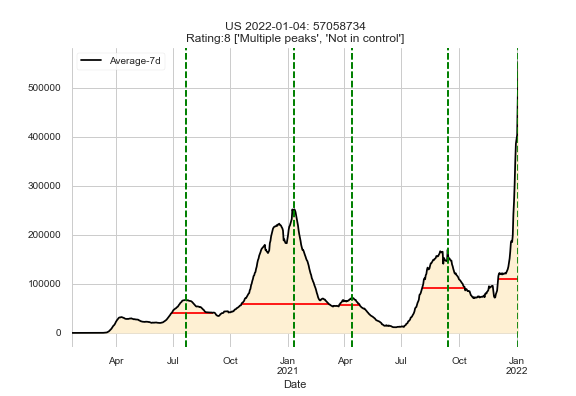 US 2022-01-04: 57058734
Rating:8 ['Multiple peaks', 'Not in control']
Average-7d
500000
400000
300000
200000
100000
0
Apr Jul Oct Jan Apr Jul Oct Jan
2021 2022
Date